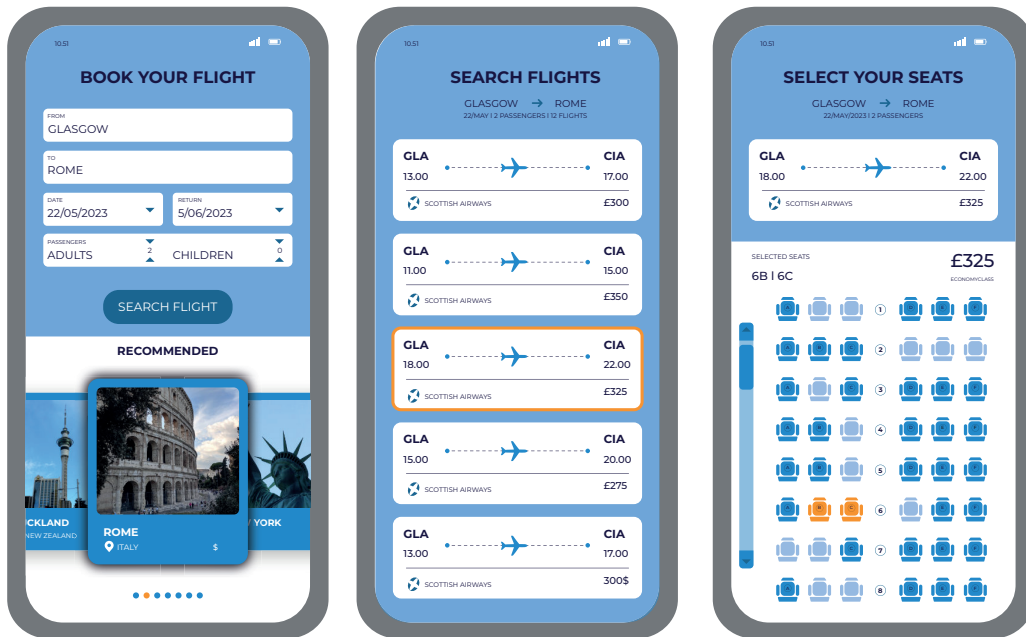 10.51
BOOK YOUR FLIGHT
FROM
GLASGOW
TO
ROME
DATE
22/05/2023
RETURN
5/06/2023
PASSENGERS
ADULTS 2
CHILDREN 0
SEARCH FLIGHT
RECOMMENDED
CKLAND
NEW ZEALAND
ROME
ITALY $
YORK
10.51
SEARCH FLIGHTS
GLASGOW ROME
22/MAY I 2 PASSENGERS I 12 FLIGHTS
GLA CIA
13.00 17.00
SCOTTISH AIRWAYS £300
GLA CIA
11.00 15.00
SCOTTISH AIRWAYS £350
GLA CIA
18.00 22.00
SCOTTISH AIRWAYS £325
GLA CIA
15.00 20.00
SCOTTISH AIRWAYS £275
GLA CIA
13.00 17.00
SCOTTISH AIRWAYS 300$
10.51
SELECT YOUR SEATS
GLASGOW ROME
22/MAY/2023 I 2 PASSENGERS
GLA CIA
18.00 22.00
SCOTTISH AIRWAYS £325
SELECTED SEATS
6B I 6C
£325
ECONOMYCLASS
A 1 D E F
A B C 2
A C 3 D E F
A B 4 D E F
A B 5 D E F
A B C 6 E F
C 7 D E F
A 8 D E F